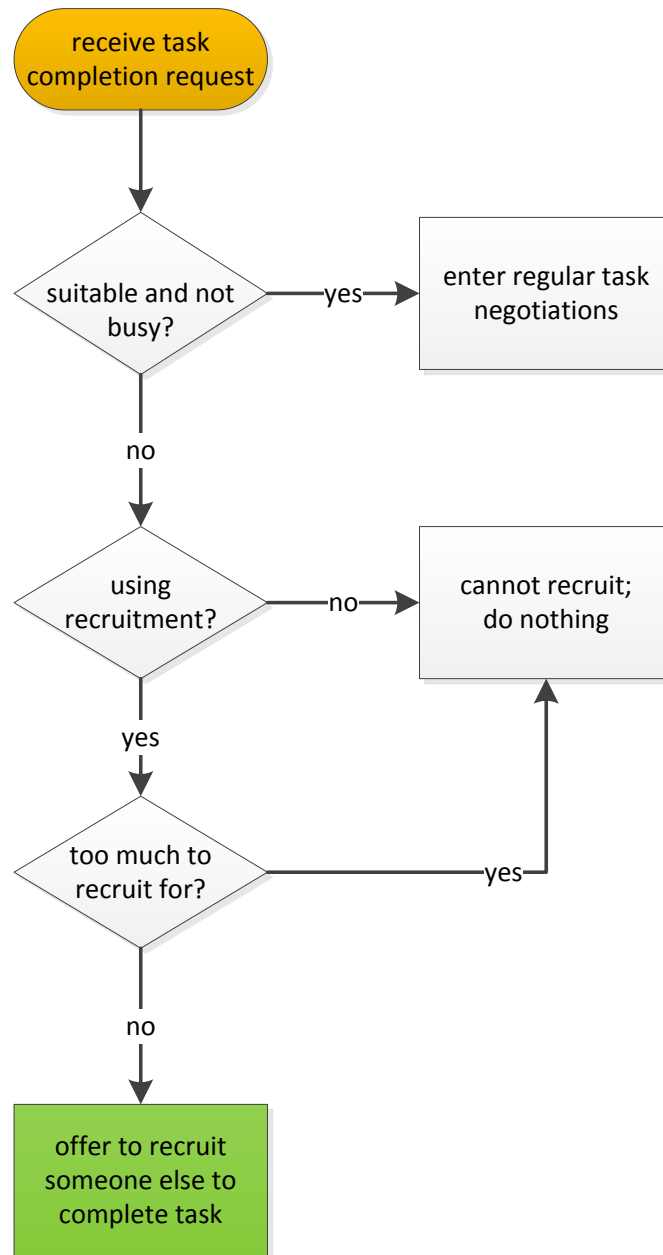 receive task
completion request
suitable and not
busy?
yes
enter regular task
negotiations
no
using
recruitment?
no
cannot recruit;
do nothing
yes
too much to
recruit for?
yes
no
offer to recruit
someone else to
complete task